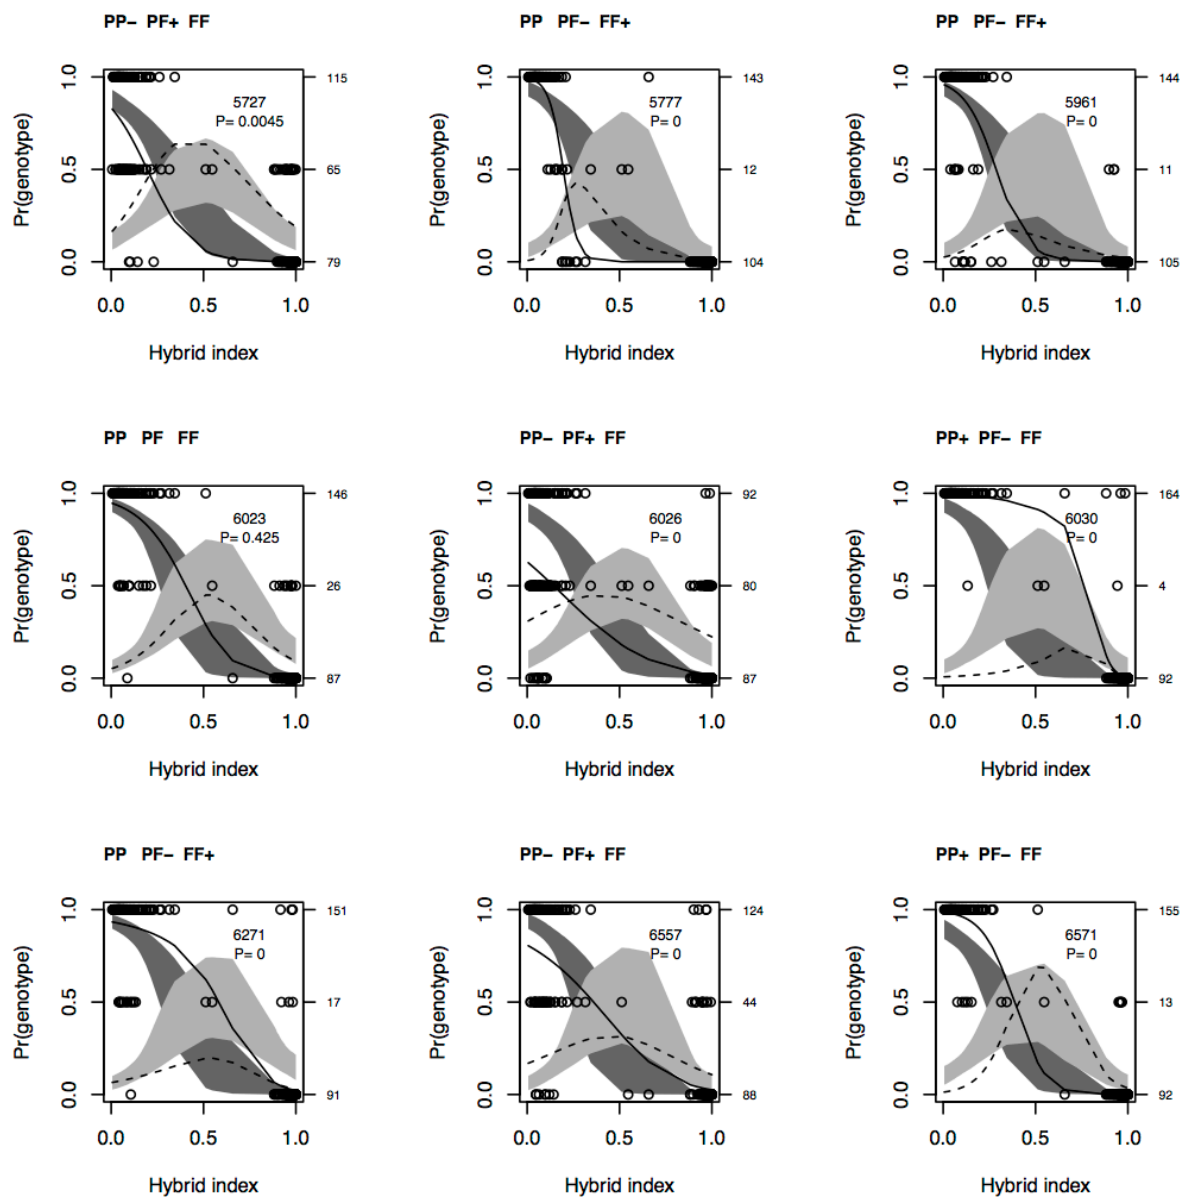 PP− PF+ FF
PP PF− FF+
PP PF− FF+
Pr(genotype)
0.0 0.5 1.0
5727
P= 0.0045
115
65
79
0.0 0.5 1.0
Hybrid index
Pr(genotype)
0.0 0.5 1.0
5777
P= 0
143
12
104
0.0 0.5 1.0
Hybrid index
Pr(genotype)
0.0 0.5 1.0
5961
P= 0
144
11
105
0.0 0.5 1.0
Hybrid index
PP PF FF
PP− PF+ FF
PP+ PF− FF
Pr(genotype)
0.0 0.5 1.0
6023
P= 0.425
146
26
87
0.0 0.5 1.0
Hybrid index
Pr(genotype)
0.0 0.5 1.0
6026
P= 0
92
80
87
0.0 0.5 1.0
Hybrid index
Pr(genotype)
0.0 0.5 1.0
6030
P= 0
164
4
92
0.0 0.5 1.0
Hybrid index
PP PF− FF+
PP− PF+ FF
PP+ PF− FF
Pr(genotype)
0.0 0.5 1.0
6271
P= 0
151
17
91
0.0 0.5 1.0
Hybrid index
Pr(genotype)
0.0 0.5 1.0
6557
P= 0
124
44
88
0.0 0.5 1.0
Hybrid index
Pr(genotype)
0.0 0.5 1.0
6571
P= 0
155
13
92
0.0 0.5 1.0
Hybrid index